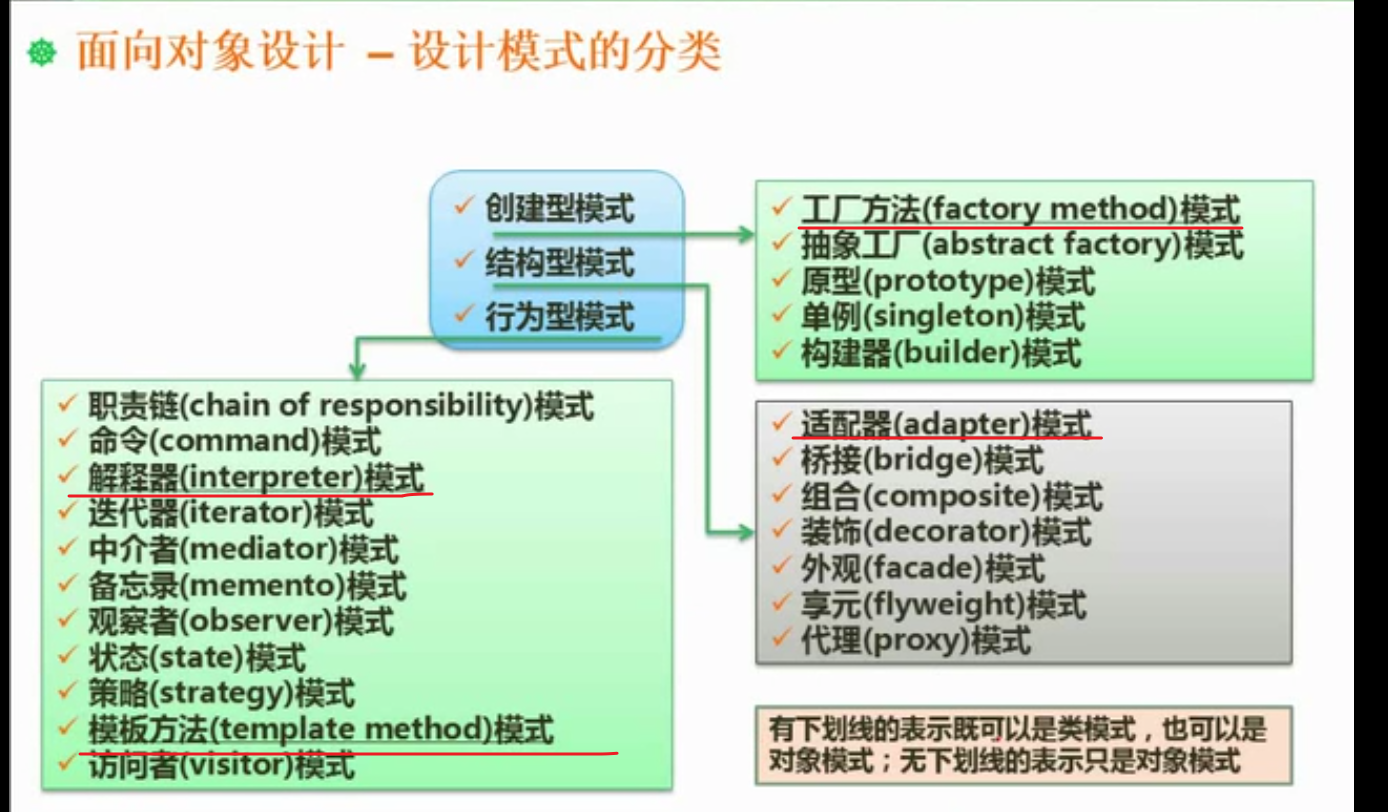 面向对象设计 – 设计模式的分类
创建型模式
结构型模式
行为型模式
工厂方法(factory method)模式
抽象工厂(abstract factory)模式
原型(prototype)模式
单例(singleton)模式
构建器(builder)模式
职责链(chain of responsibility)模式
命令(command)模式
解释器(interpreter)模式
迭代器(iterator)模式
中介者(mediator)模式
备忘录(memento)模式
观察者(observer)模式
状态(state)模式
策略(strategy)模式
模板方法(template method)模式
访问者(visitor)模式
适配器(adapter)模式
桥接(bridge)模式
组合(composite)模式
装饰(decorator)模式
外观(facade)模式
享元(flyweight)模式
代理(proxy)模式
有下划线的表示既可以是类模式，也可以是
对象模式；无下划线的表示只是对象模式